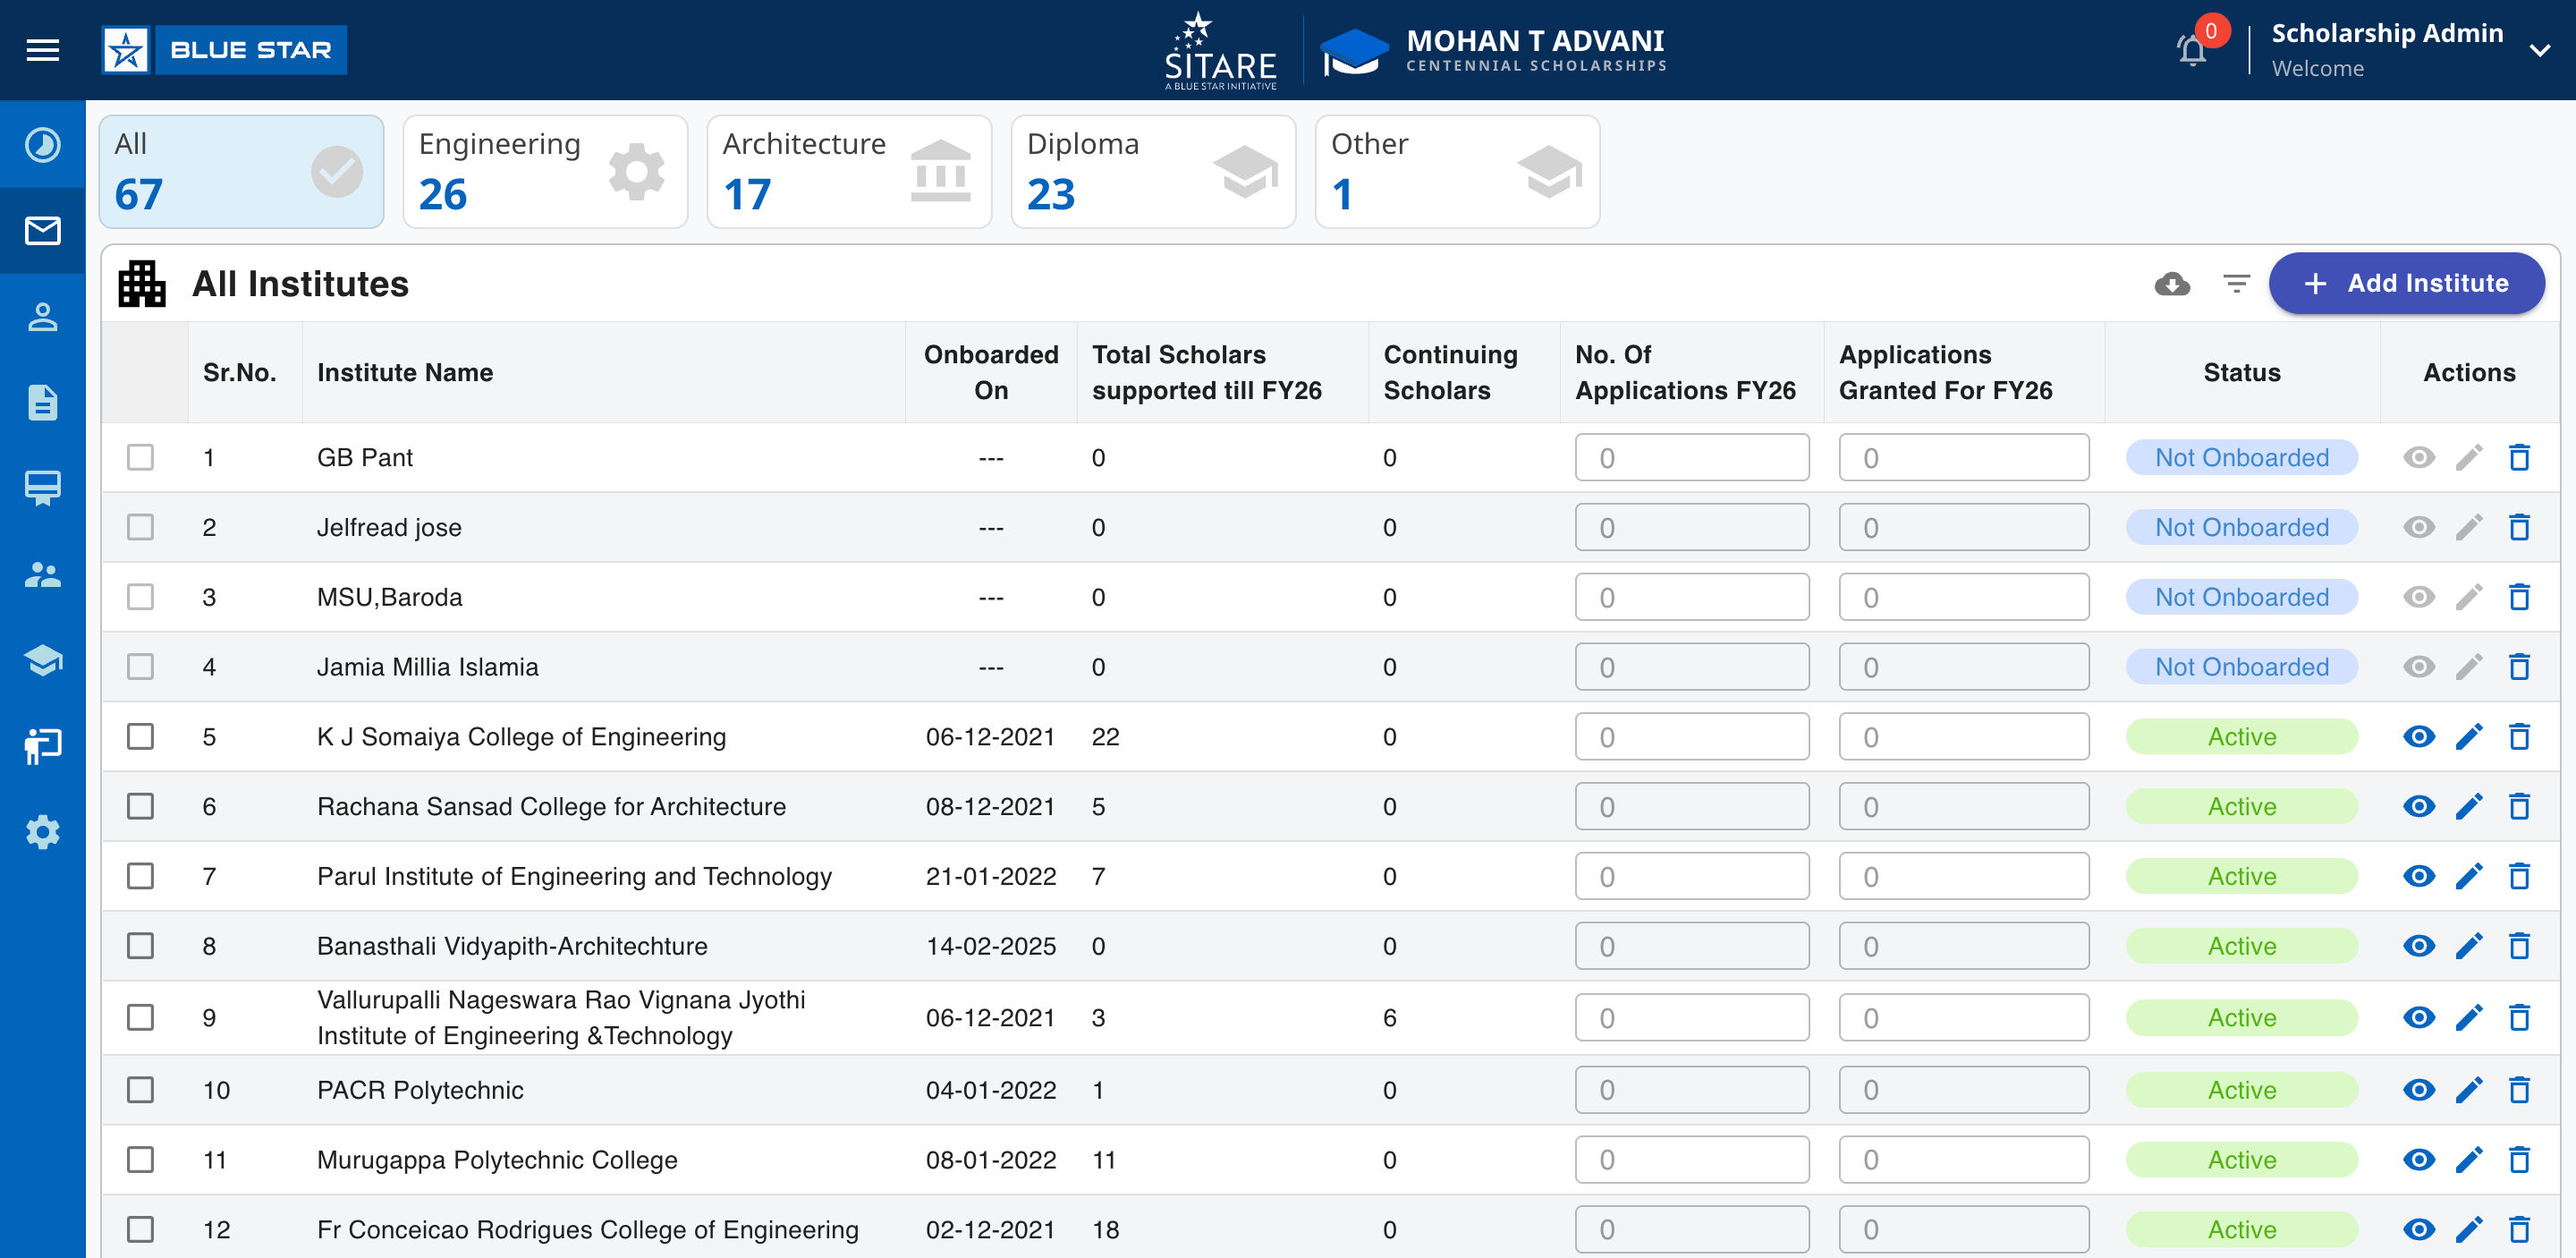 BLUE STAR
SITARE
A BLUE STAR INITIATIVE
MOHAN T ADVANI
CENTENNIAL SCHOLARSHIPS
0
Scholarship Admin
Welcome
All
67
Engineering
26
Architecture
17
Diploma
23
Other
1
All Institutes
+ Add Institute
Sr.No. Institute Name Onboarded On Total Scholars supported till FY26 Continuing Scholars No. Of Applications FY26 Applications Granted For FY26 Status Actions
1 GB Pant --- 0 0 0 0 Not Onboarded
2 Jelfread jose --- 0 0 0 0 Not Onboarded
3 MSU,Baroda --- 0 0 0 0 Not Onboarded
4 Jamia Millia Islamia --- 0 0 0 0 Not Onboarded
5 K J Somaiya College of Engineering 06-12-2021 22 0 0 0 Active
6 Rachana Sansad College for Architecture 08-12-2021 5 0 0 0 Active
7 Parul Institute of Engineering and Technology 21-01-2022 7 0 0 0 Active
8 Banasthali Vidyapith-Architechture 14-02-2025 0 0 0 0 Active
9 Vallurupalli Nageswara Rao Vignana Jyothi Institute of Engineering &Technology 06-12-2021 3 6 0 0 Active
10 PACR Polytechnic 04-01-2022 1 0 0 0 Active
11 Murugappa Polytechnic College 08-01-2022 11 0 0 0 Active
12 Fr Conceicao Rodrigues College of Engineering 02-12-2021 18 0 0 0 Active